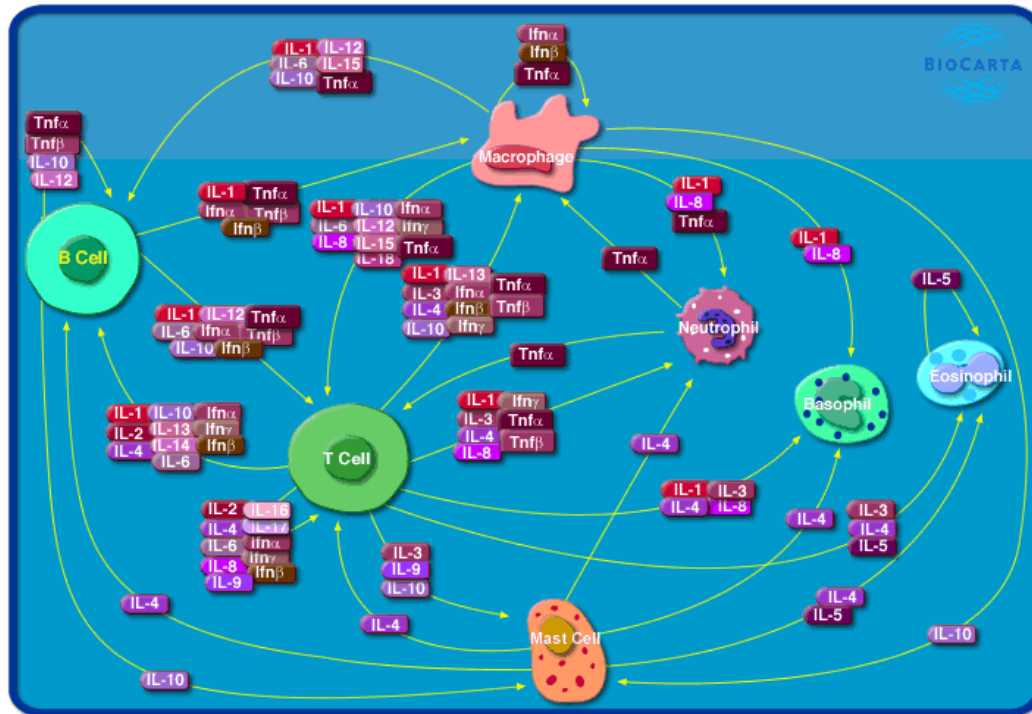 BIOCARTA
IL-1 IL-12
IL-6 IL-15
IL-10 Tnfα
Ifnα
Ifnβ
Tnfα
Tnfα
Tnfβ
IL-10
IL-12
Macrophage
IL-1 Tnfα
Ifnα Tnfβ
Ifnβ
IL-1 IL-10 Ifnα
IL-6 IL-12 Ifnγ
IL-8 IL-15 Tnfα
IL-18
IL-1
IL-8
Tnfα
IL-1
IL-8
B Cell
IL-1 IL-13 Tnfα
IL-3 Ifnα
IL-4 Ifnβ Tnfβ
IL-10 Ifnγ
Tnfα
IL-5
IL-1 IL-12 Tnfα
IL-6 Ifnα Tnfβ
IL-10 Ifnβ
Neutrophil
Tnfα
Eosinophil
Basophil
IL-1 IL-10 Ifnα
IL-2 IL-13 Ifnγ
IL-4 IL-14 Ifnβ
IL-6
T Cell
IL-1 Ifnγ
IL-3 Tnfα
IL-4 Tnfβ
IL-8
IL-4
IL-2 IL-16
IL-4 IL-17
IL-6 Ifnα
Ifnγ
IL-8 Ifnβ
IL-9
IL-3
IL-9
IL-10
IL-1 IL-3
IL-4 IL-8
IL-4
IL-3
IL-4
IL-5
IL-4
IL-4
Mast Cell
IL-4
IL-5
IL-10
IL-10